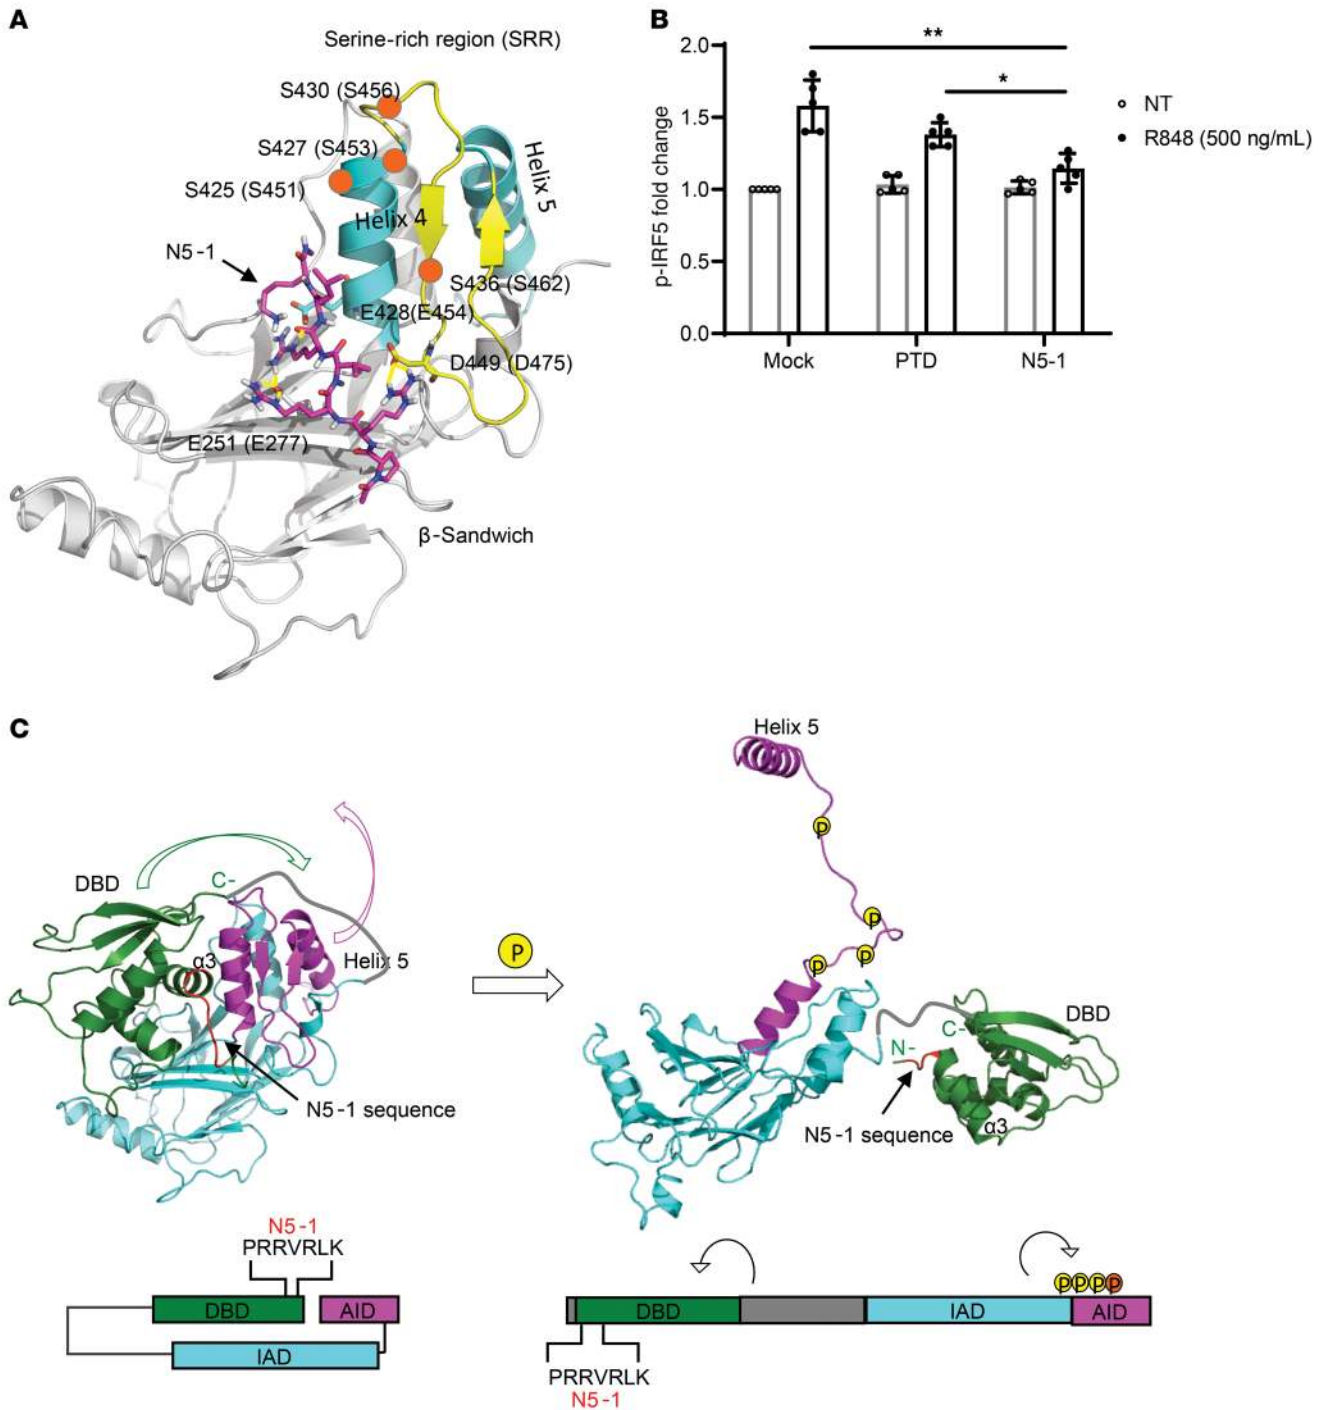 A
Serine-rich region (SRR)
S430 (S456)
S427 (S453)
S425 (S451)
Helix 5
Helix 4
N5-1
S436 (S462)
E428(E454)
D449 (D475)
E251 (E277)
β-Sandwich
B
2.0
1.5
1.0
0.5
0.0
p-IRF5 fold change
**
*
NT
R848 (500 ng/mL)
Mock
PTD
N5-1
C
DBD
C-
α3
Helix 5
N5-1 sequence
P
Helix 5
P
P
P
P
DBD
C-
N-
N5-1 sequence
α3
N5-1
PRRVRLK
DBD
AID
IAD
P P P P
DBD
IAD
AID
PRRVRLK
N5-1